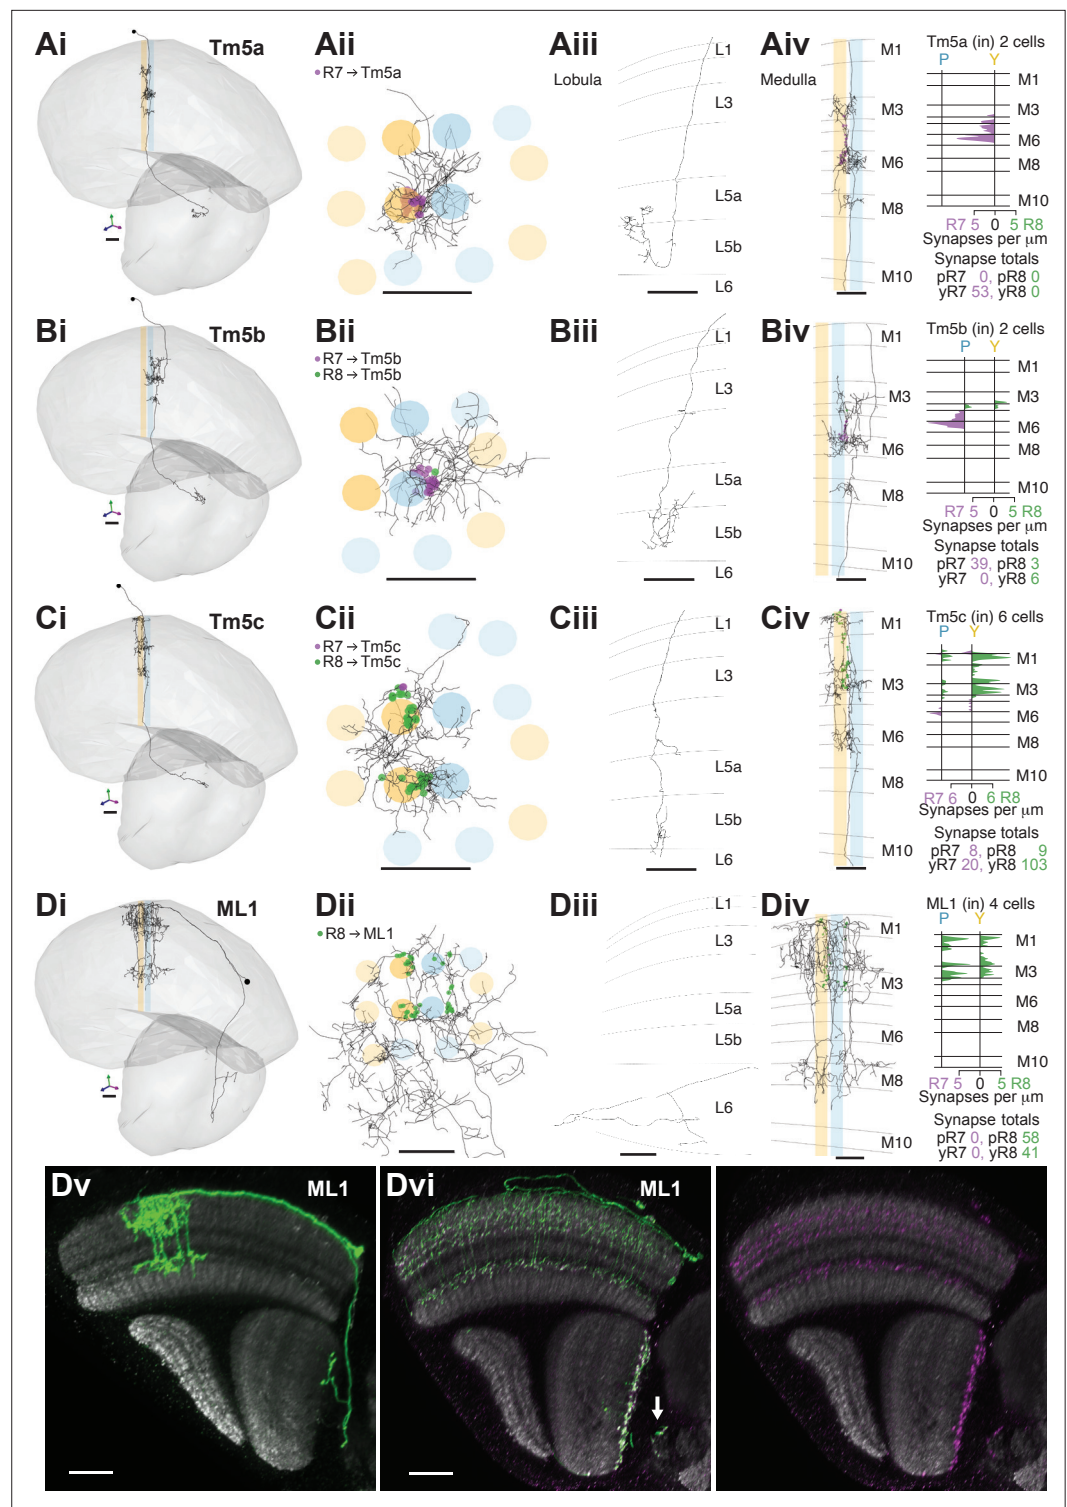 Ai
Tm5a
Aii
R7 → Tm5a
Aiii
Lobula
L1
L3
L5a
L5b
L6
Aiv
Medulla
M1
M3
M6
M8
M10
Tm5a (in) 2 cells
P Y
M1
M3
M6
M8
M10
R7 5 0 5 R8
Synapses per μm
Synapse totals
pR7 0, pR8 0
yR7 53, yR8 0
Bi
Tm5b
Bii
R7 → Tm5b
R8 → Tm5b
Biii
L1
L3
L5a
L5b
L6
Biv
M1
M3
M6
M8
M10
Tm5b (in) 2 cells
P Y
M1
M3
M6
M8
M10
R7 5 0 5 R8
Synapses per μm
Synapse totals
pR7 39, pR8 3
yR7 0, yR8 6
Ci
Tm5c
Cii
R7 → Tm5c
R8 → Tm5c
Ciii
L1
L3
L5a
L5b
L6
Civ
M1
M3
M6
M8
M10
Tm5c (in) 6 cells
P Y
M1
M3
M6
M8
M10
R7 6 0 6 R8
Synapses per μm
Synapse totals
pR7 8, pR8 9
yR7 20, yR8 103
Di
ML1
Dii
R8 → ML1
Diii
L1
L3
L5a
L5b
L6
Div
M1
M3
M6
M8
M10
ML1 (in) 4 cells
P Y
M1
M3
M6
M8
M10
R7 5 0 5 R8
Synapses per μm
Synapse totals
pR7 0, pR8 58
yR7 0, yR8 41
Dv
ML1
Dvi
ML1